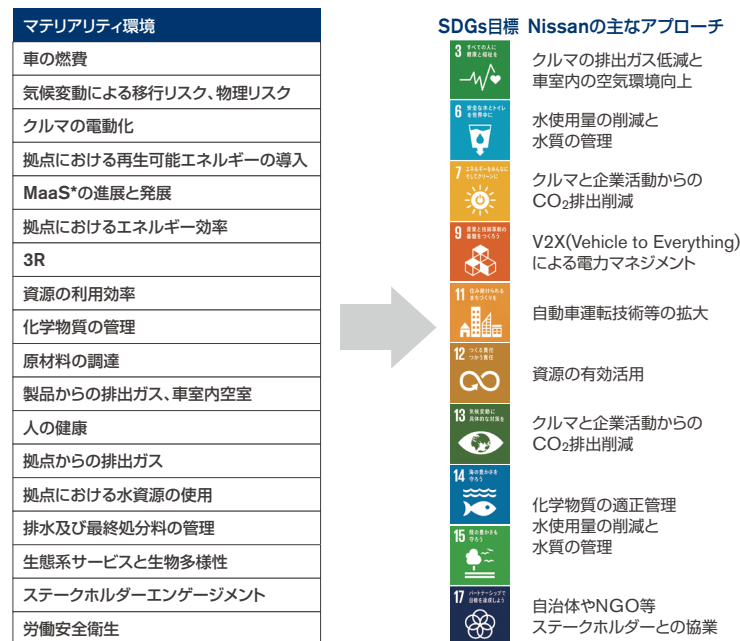 マテリアリティ環境
車の燃費
気候変動による移行リスク、物理リスク
クルマの電動化
拠点における再生可能エネルギーの導入
MaaS*の進展と発展
拠点におけるエネルギー効率
3R
資源の利用効率
化学物質の管理
原材料の調達
製品からの排出ガス、車室内空室
人の健康
拠点からの排出ガス
拠点における水資源の使用
排水及び最終処分料の管理
生態系サービスと生物多様性
ステークホルダーエンゲージメント
労働安全衛生
SDGs目標 Nissanの主なアプローチ
3 すべての人に
健康と福祉を
クルマの排出ガス低減と
車室内の空気環境向上
6 安全な水とトイレ
を世界中に
水使用量の削減と
水質の管理
7 エネルギーをみんなに
そしてクリーンに
クルマと企業活動からの
CO₂排出削減
9 産業と技術革新の
基盤をつくろう
V2X(Vehicle to Everything)
による電力マネジメント
11 住み続けられる
まちづくりを
自動車運転技術等の拡大
12 つくる責任
つかう責任
資源の有効活用
13 気候変動に
具体的な対策を
クルマと企業活動からの
CO₂排出削減
14 海の豊かさを
守ろう
15 陸の豊かさも
守ろう
化学物質の適正管理
水使用量の削減と
水質の管理
17 パートナーシップで
目標を達成しよう
自治体やNGO等
ステークホルダーとの協業